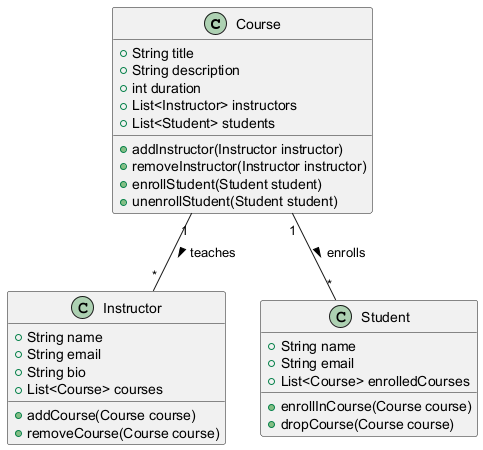 C Course
String title
String description
int duration
List<Instructor> instructors
List<Student> students
addInstructor(Instructor instructor)
removeInstructor(Instructor instructor)
enrollStudent(Student student)
unenrollStudent(Student student)
1
1
teaches
enrolls
*
*
C Instructor
String name
String email
String bio
List<Course> courses
addCourse(Course course)
removeCourse(Course course)
C Student
String name
String email
List<Course> enrolledCourses
enrollInCourse(Course course)
dropCourse(Course course)